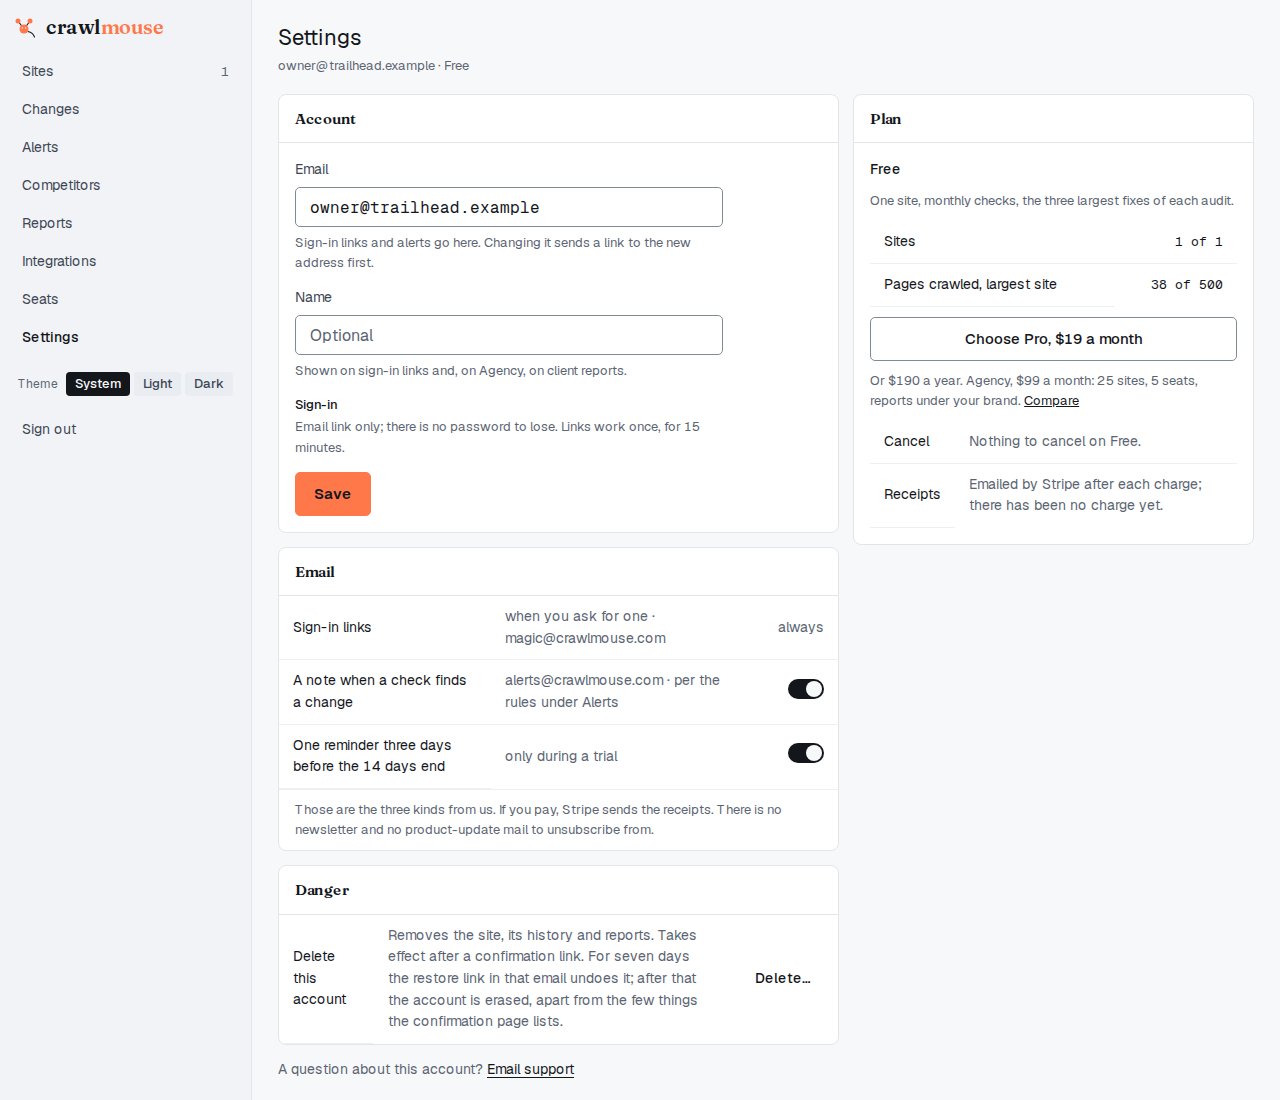 crawlmouse
Sites 1
Changes
Alerts
Competitors
Reports
Integrations
Seats
Settings
Theme System Light Dark
Sign out
Settings
owner@trailhead.example · Free
Account
Email
owner@trailhead.example
Sign-in links and alerts go here. Changing it sends a link to the new
address first.
Name
Optional
Shown on sign-in links and, on Agency, on client reports.
Sign-in
Email link only; there is no password to lose. Links work once, for 15
minutes.
Save
Email
Sign-in links
when you ask for one ·
magic@crawlmouse.com
always
A note when a check finds
a change
alerts@crawlmouse.com · per the
rules under Alerts
One reminder three days
before the 14 days end
only during a trial
Those are the three kinds from us. If you pay, Stripe sends the receipts. There is no
newsletter and no product-update mail to unsubscribe from.
Danger
Delete
this
account
Removes the site, its history and reports. Takes
effect after a confirmation link. For seven days
the restore link in that email undoes it; after that
the account is erased, apart from the few things
the confirmation page lists.
Delete…
A question about this account? Email support
Plan
Free
One site, monthly checks, the three largest fixes of each audit.
Sites 1 of 1
Pages crawled, largest site 38 of 500
Choose Pro, $19 a month
Or $190 a year. Agency, $99 a month: 25 sites, 5 seats,
reports under your brand. Compare
Cancel Nothing to cancel on Free.
Receipts
Emailed by Stripe after each charge;
there has been no charge yet.